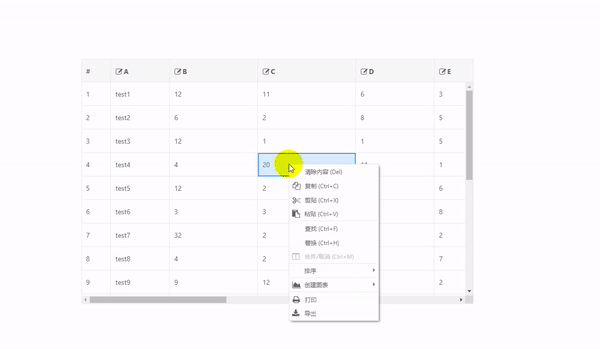 # A B C D E
1 test1 12 11 6 3
2 test2 6 2 8 5
3 test3 12 1 1 5
4 test4 4 20 1
清除内容 (Del)
5 test5 12 2 6
复制 (Ctrl+C)
剪贴 (Ctrl+X)
6 test6 3 3 8
粘贴 (Ctrl+V)
7 test7 32 2 2
查找 (Ctrl+F)
替换 (Ctrl+H)
8 test8 4 2 7
合并/取消 (Ctrl+M)
排序
9 test9 9 12 2
创建图表
打印
导出